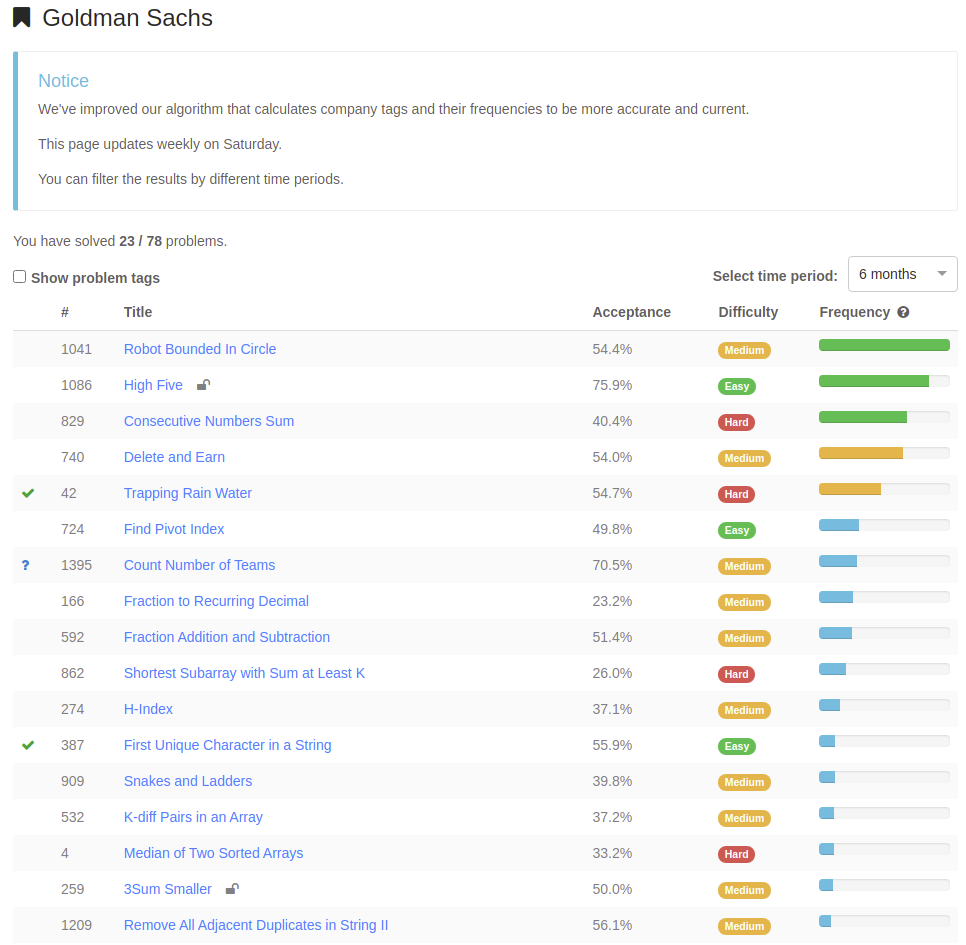 Goldman Sachs
Notice
We've improved our algorithm that calculates company tags and their frequencies to be more accurate and current.
This page updates weekly on Saturday.
You can filter the results by different time periods.
You have solved 23 / 78 problems.
Show problem tags
Select time period: 6 months
# Title Acceptance Difficulty Frequency ?
1041 Robot Bounded In Circle 54.4% Medium
1086 High Five 75.9% Easy
829 Consecutive Numbers Sum 40.4% Hard
740 Delete and Earn 54.0% Medium
42 Trapping Rain Water 54.7% Hard
724 Find Pivot Index 49.8% Easy
? 1395 Count Number of Teams 70.5% Medium
166 Fraction to Recurring Decimal 23.2% Medium
592 Fraction Addition and Subtraction 51.4% Medium
862 Shortest Subarray with Sum at Least K 26.0% Hard
274 H-Index 37.1% Medium
387 First Unique Character in a String 55.9% Easy
909 Snakes and Ladders 39.8% Medium
532 K-diff Pairs in an Array 37.2% Medium
4 Median of Two Sorted Arrays 33.2% Hard
259 3Sum Smaller 50.0% Medium
1209 Remove All Adjacent Duplicates in String II 56.1% Medium